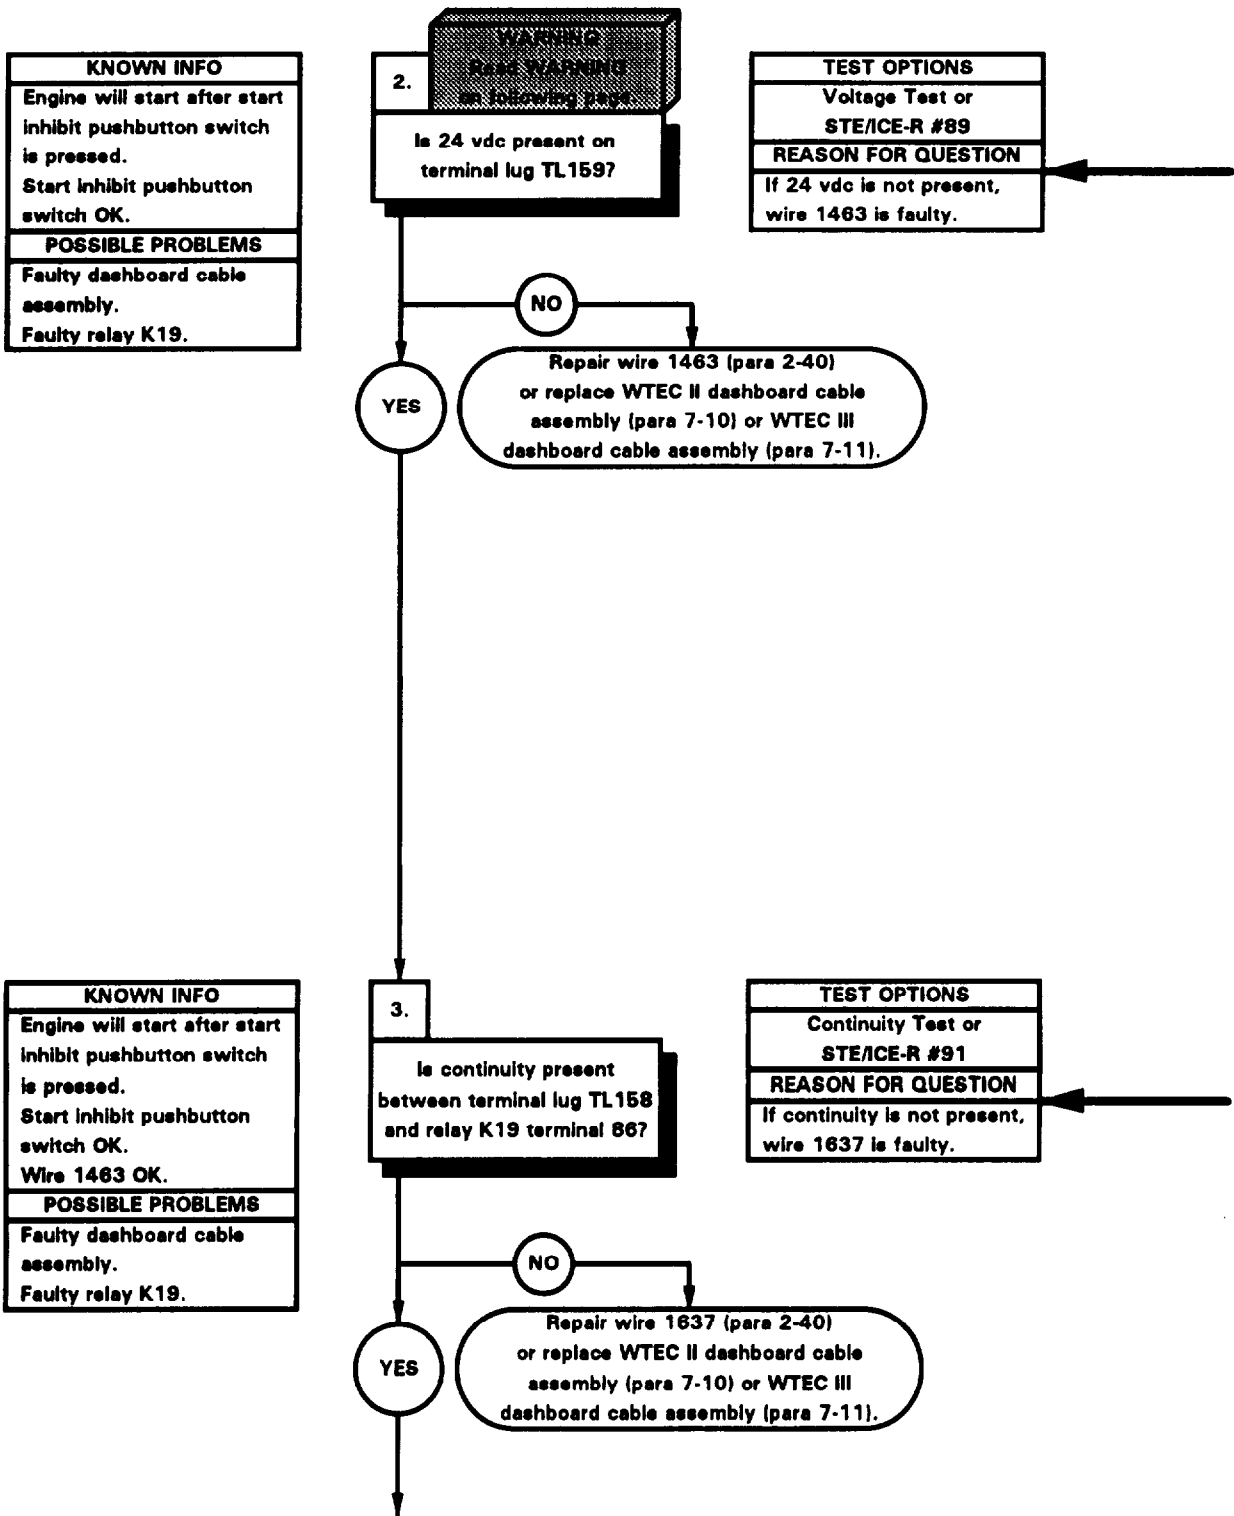 KNOWN INFO
Engine will start after start
inhibit pushbutton switch
is pressed.
Start inhibit pushbutton
switch OK.
POSSIBLE PROBLEMS
Faulty dashboard cable
assembly.
Faulty relay K19.
2.
WARNING
Read WARNING
on following page.
Is 24 vdc present on
terminal lug TL159?
TEST OPTIONS
Voltage Test or
STE/ICE-R #89
REASON FOR QUESTION
If 24 vdc is not present,
wire 1463 is faulty.
NO
YES
Repair wire 1463 (para 2-40)
or replace WTEC II dashboard cable
assembly (para 7-10) or WTEC III
dashboard cable assembly (para 7-11).
KNOWN INFO
Engine will start after start
inhibit pushbutton switch
is pressed.
Start inhibit pushbutton
switch OK.
Wire 1463 OK.
POSSIBLE PROBLEMS
Faulty dashboard cable
assembly.
Faulty relay K19.
3.
Is continuity present
between terminal lug TL158
and relay K19 terminal 86?
TEST OPTIONS
Continuity Test or
STE/ICE-R #91
REASON FOR QUESTION
If continuity is not present,
wire 1637 is faulty.
NO
YES
Repair wire 1637 (para 2-40)
or replace WTEC II dashboard cable
assembly (para 7-10) or WTEC III
dashboard cable assembly (para 7-11).